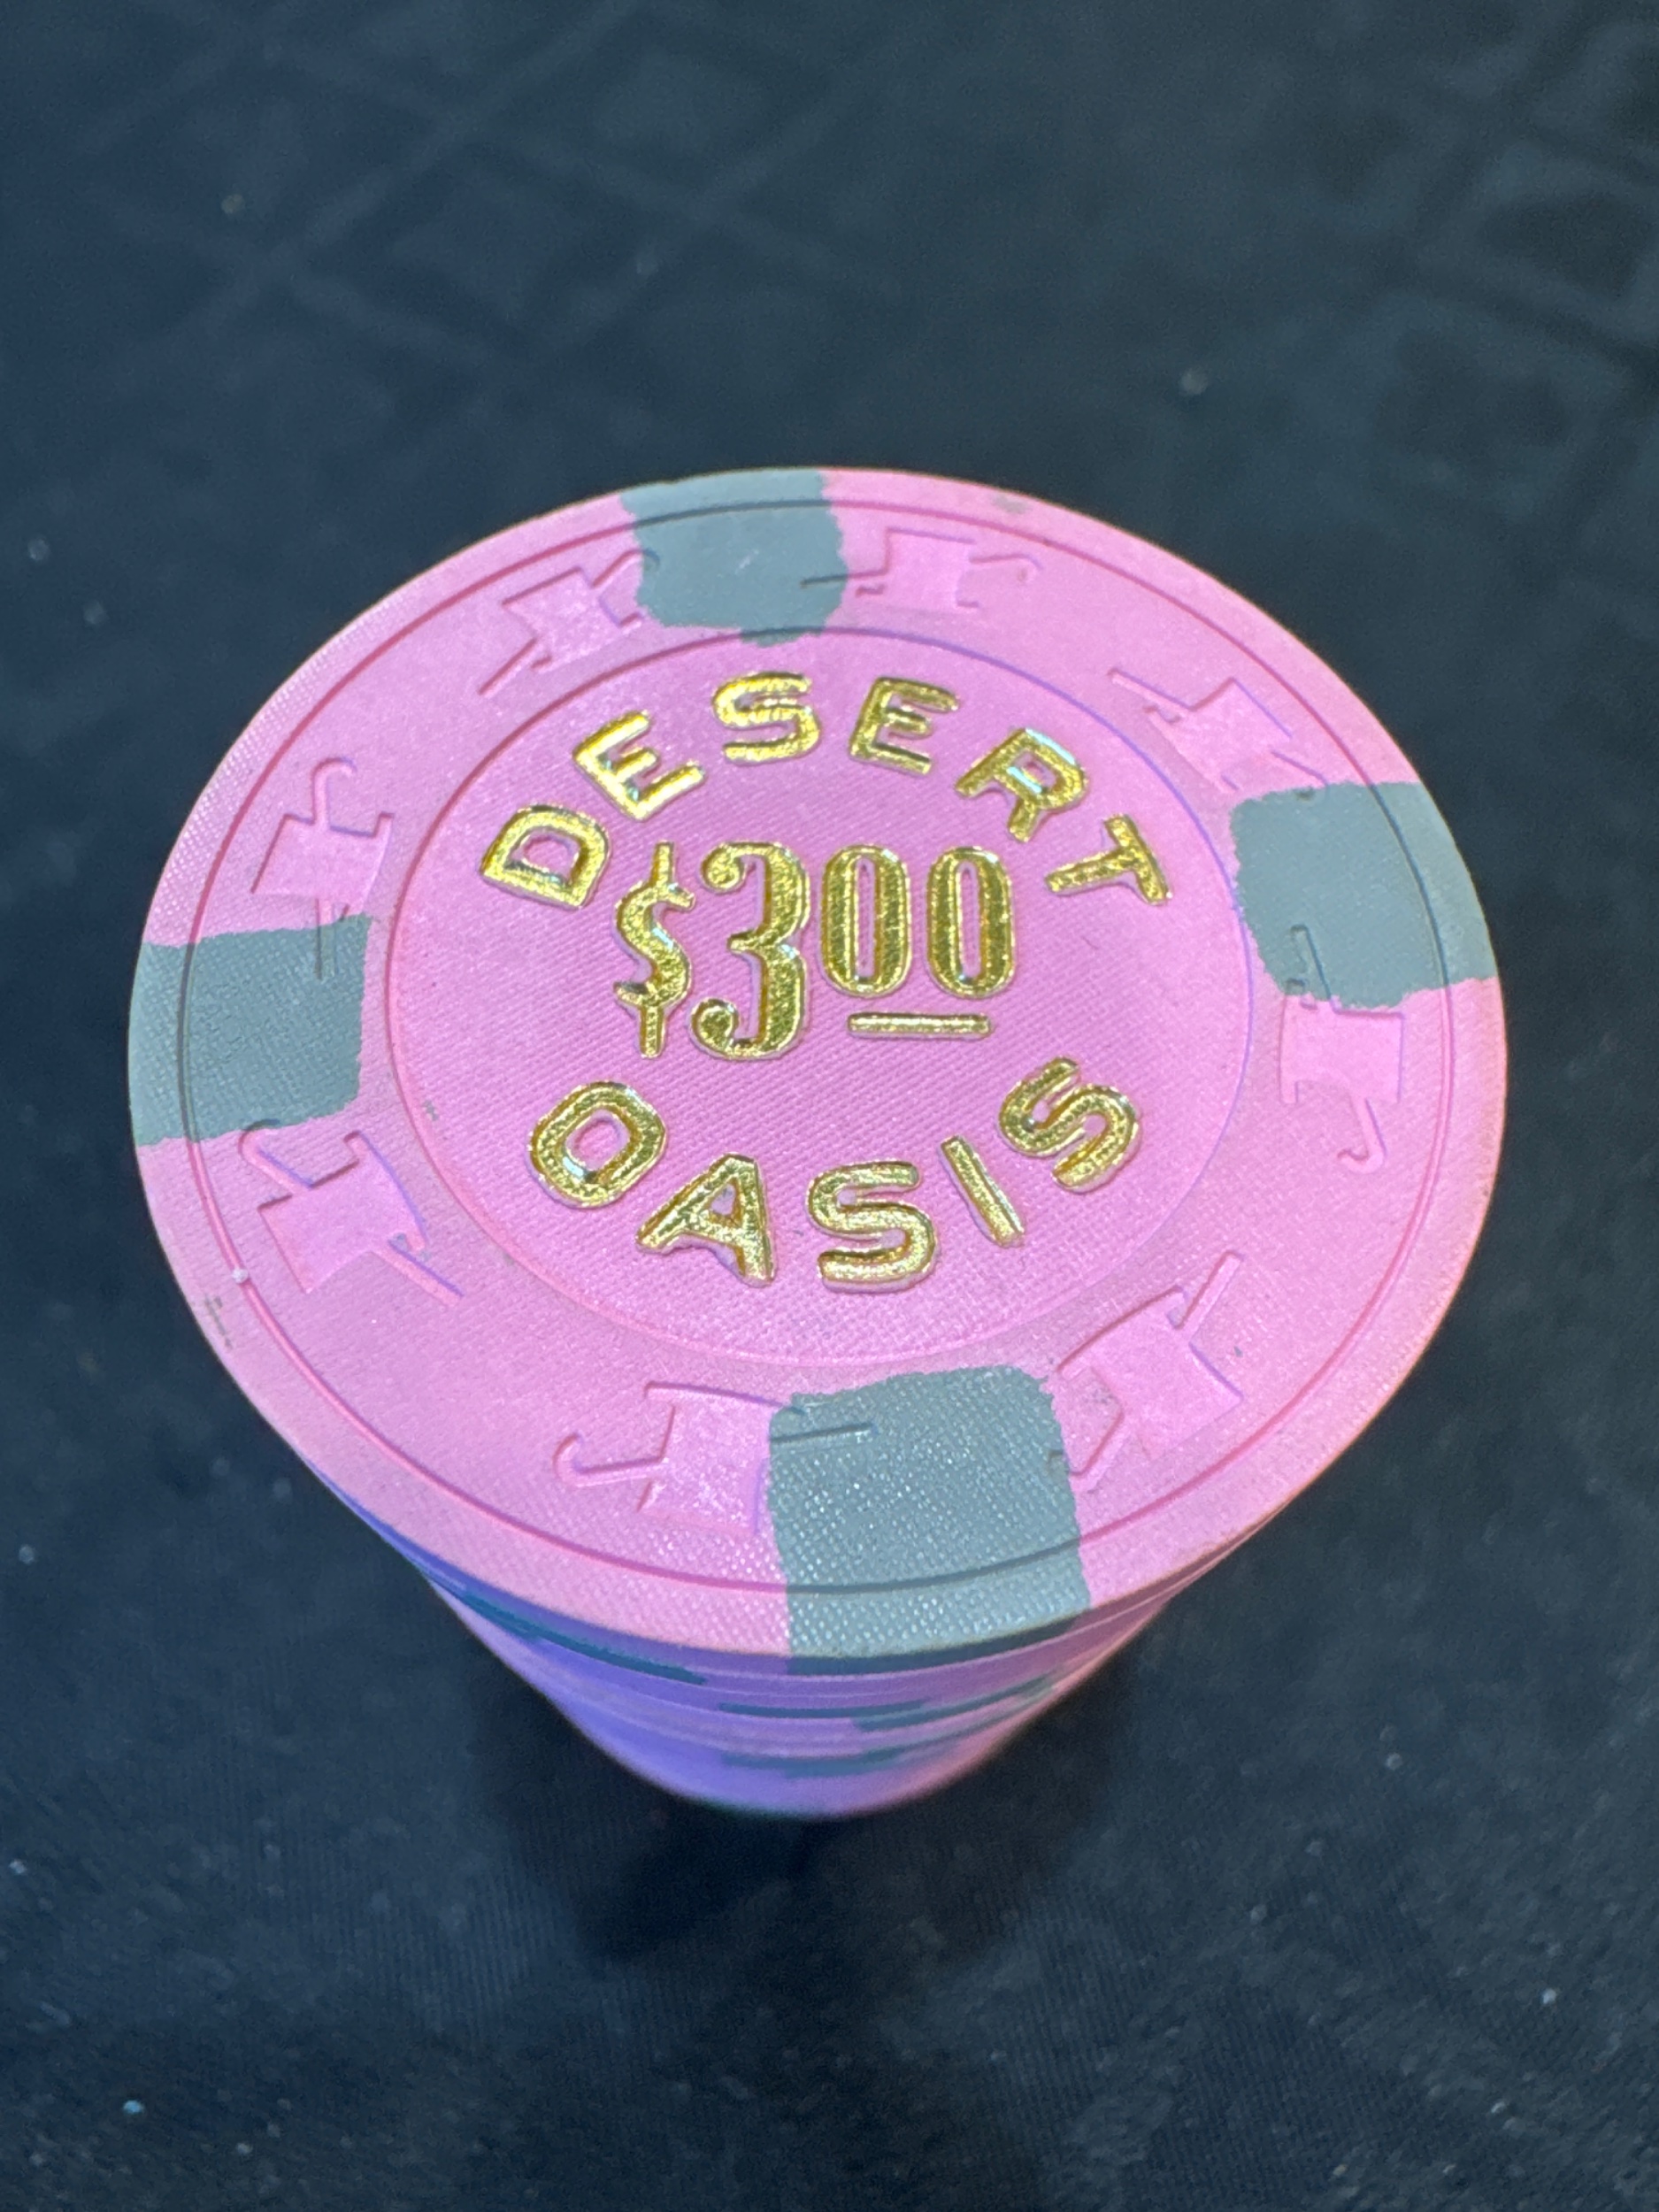 DESERT
$3.00
OASIS